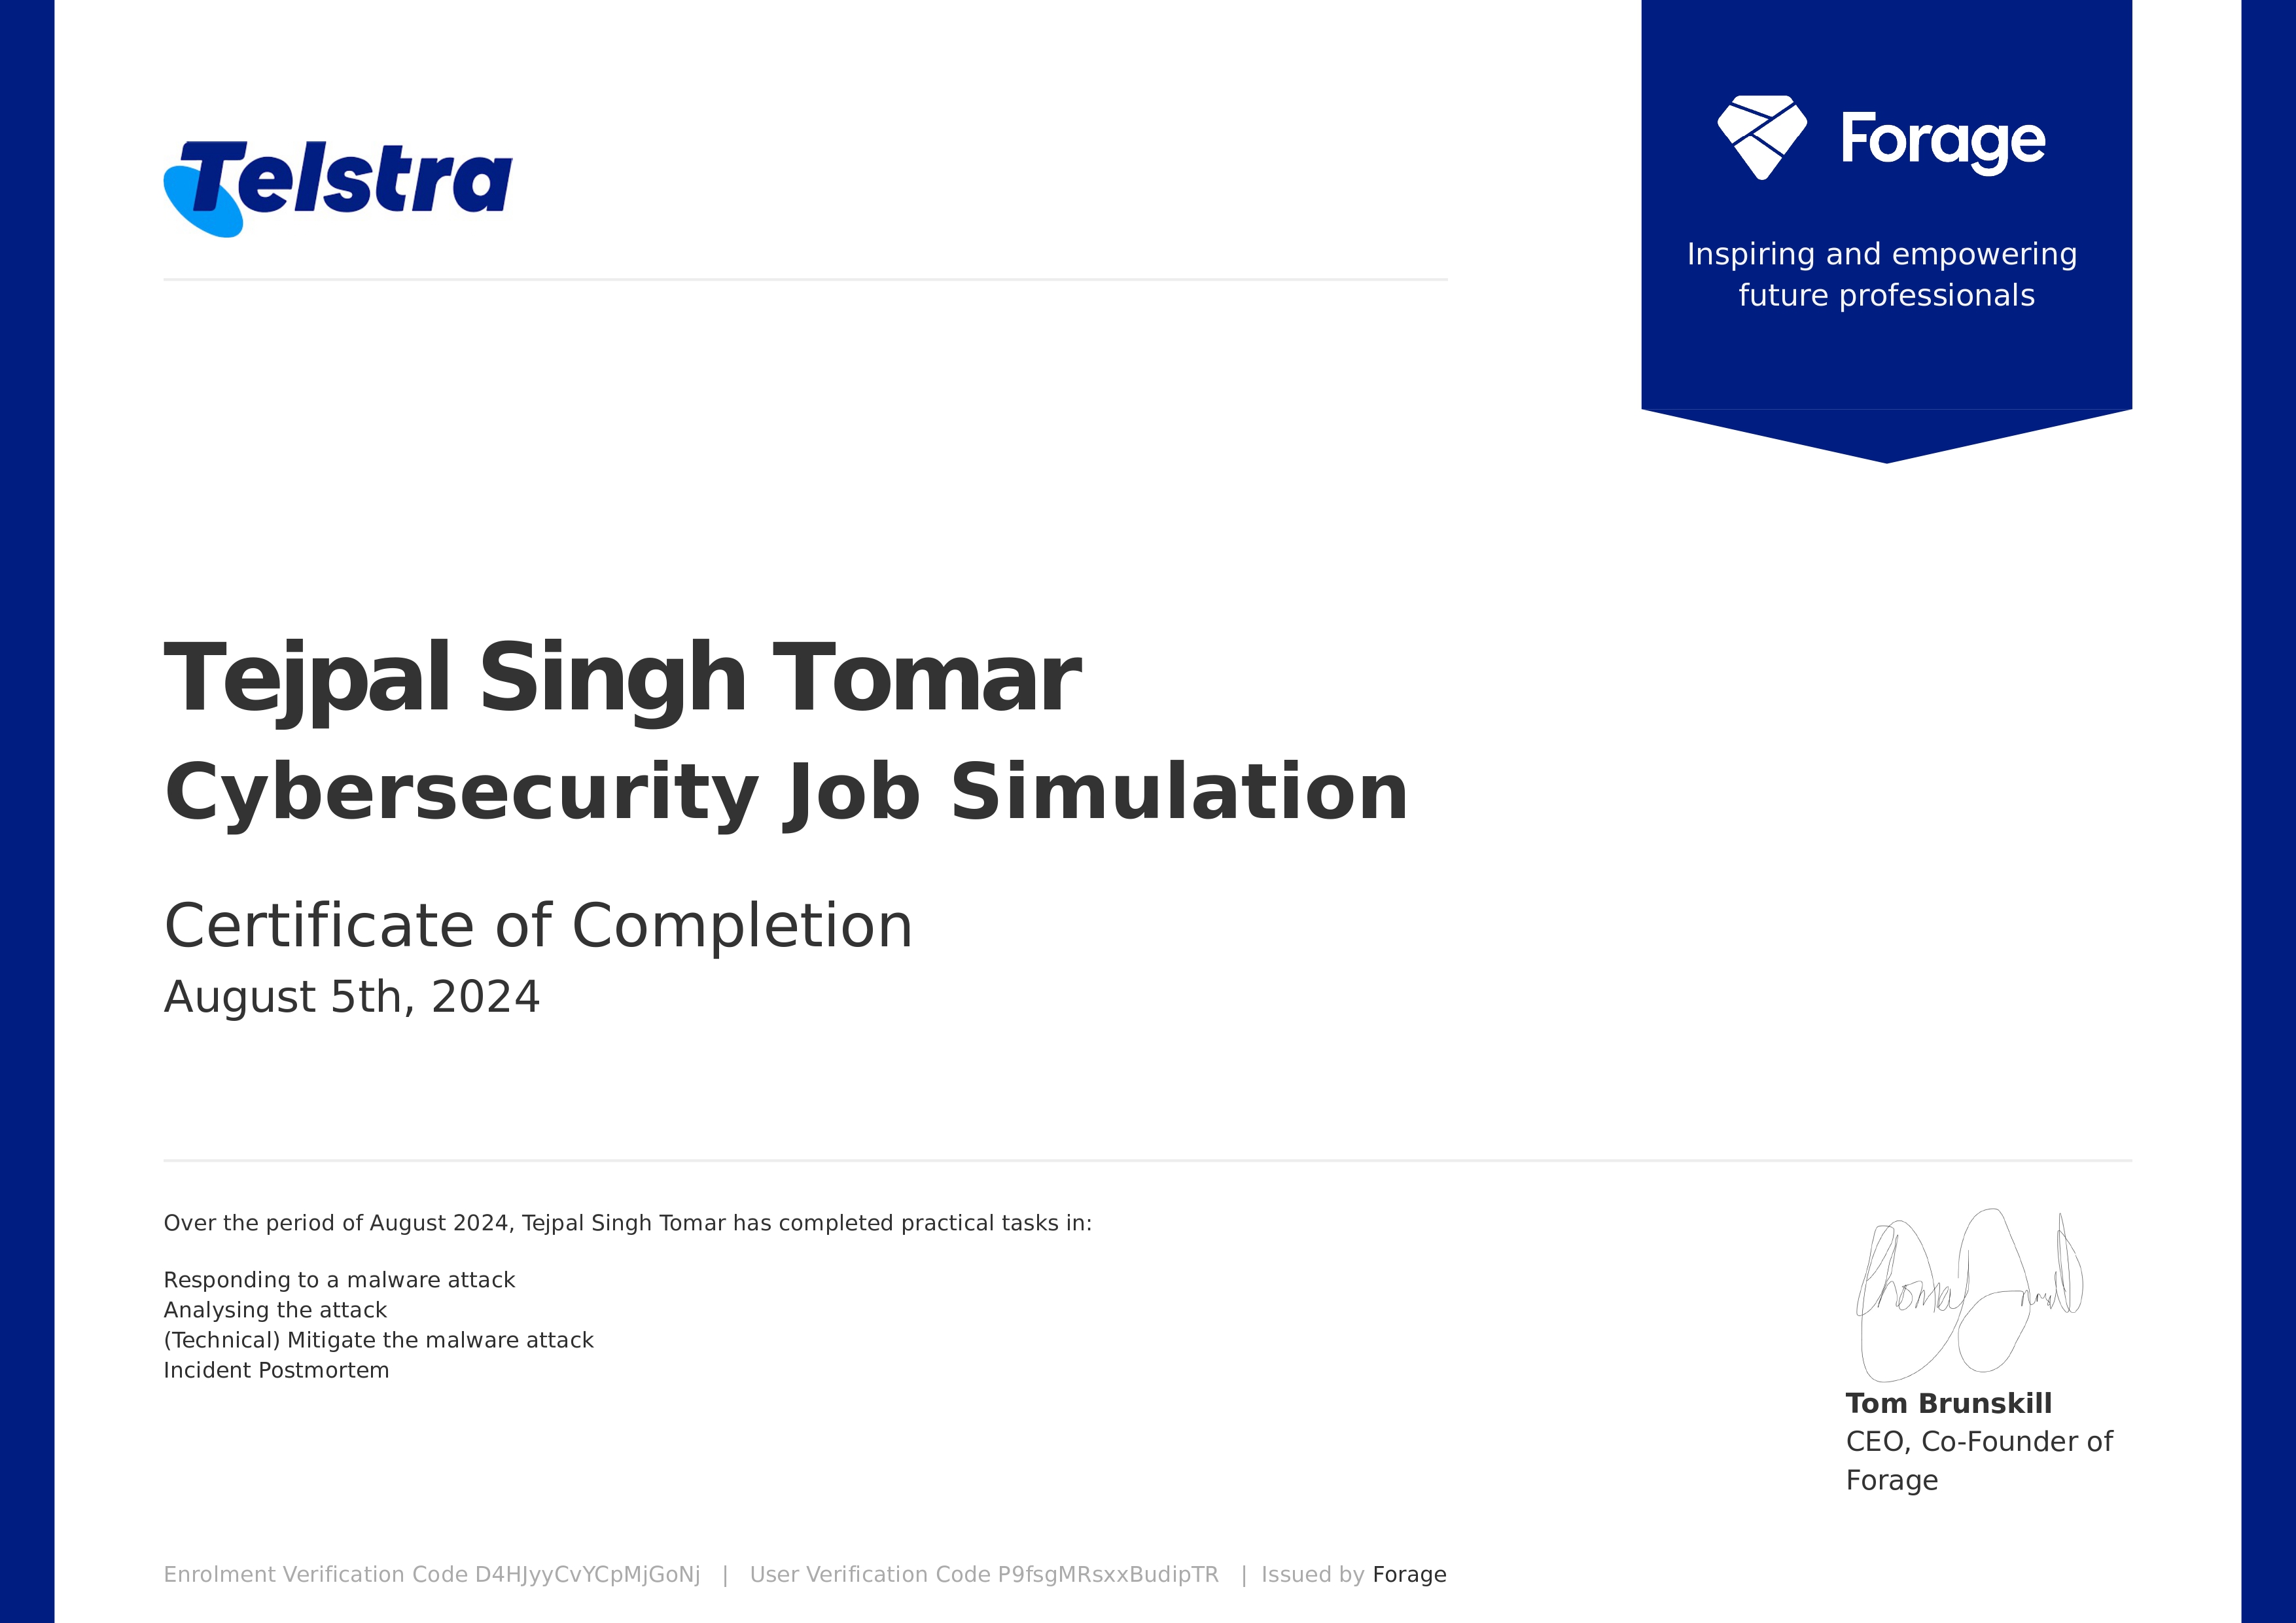 Telstra
Forage
Inspiring and empowering
future professionals
Tejpal Singh Tomar
Cybersecurity Job Simulation
Certificate of Completion
August 5th, 2024
Over the period of August 2024, Tejpal Singh Tomar has completed practical tasks in:
Responding to a malware attack
Analysing the attack
(Technical) Mitigate the malware attack
Incident Postmortem
Tom Brunskill
CEO, Co-Founder of
Forage
Enrolment Verification Code D4HJyyCvYCpMjGoNj | User Verification Code P9fsgMRsxxBudipTR | Issued by Forage